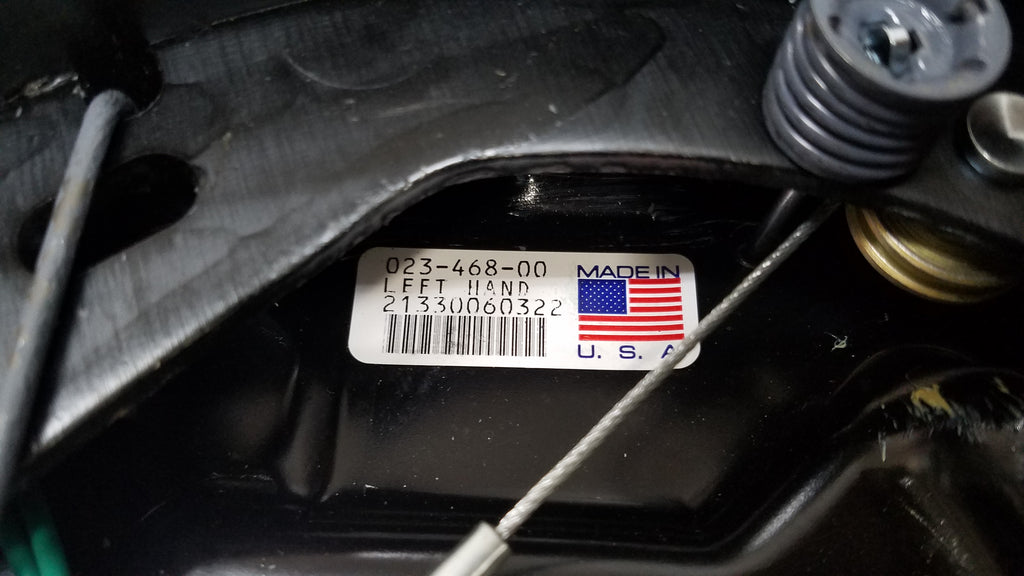 023-468-00
LEFT HAND
21330060322
MADE IN
U. S. A